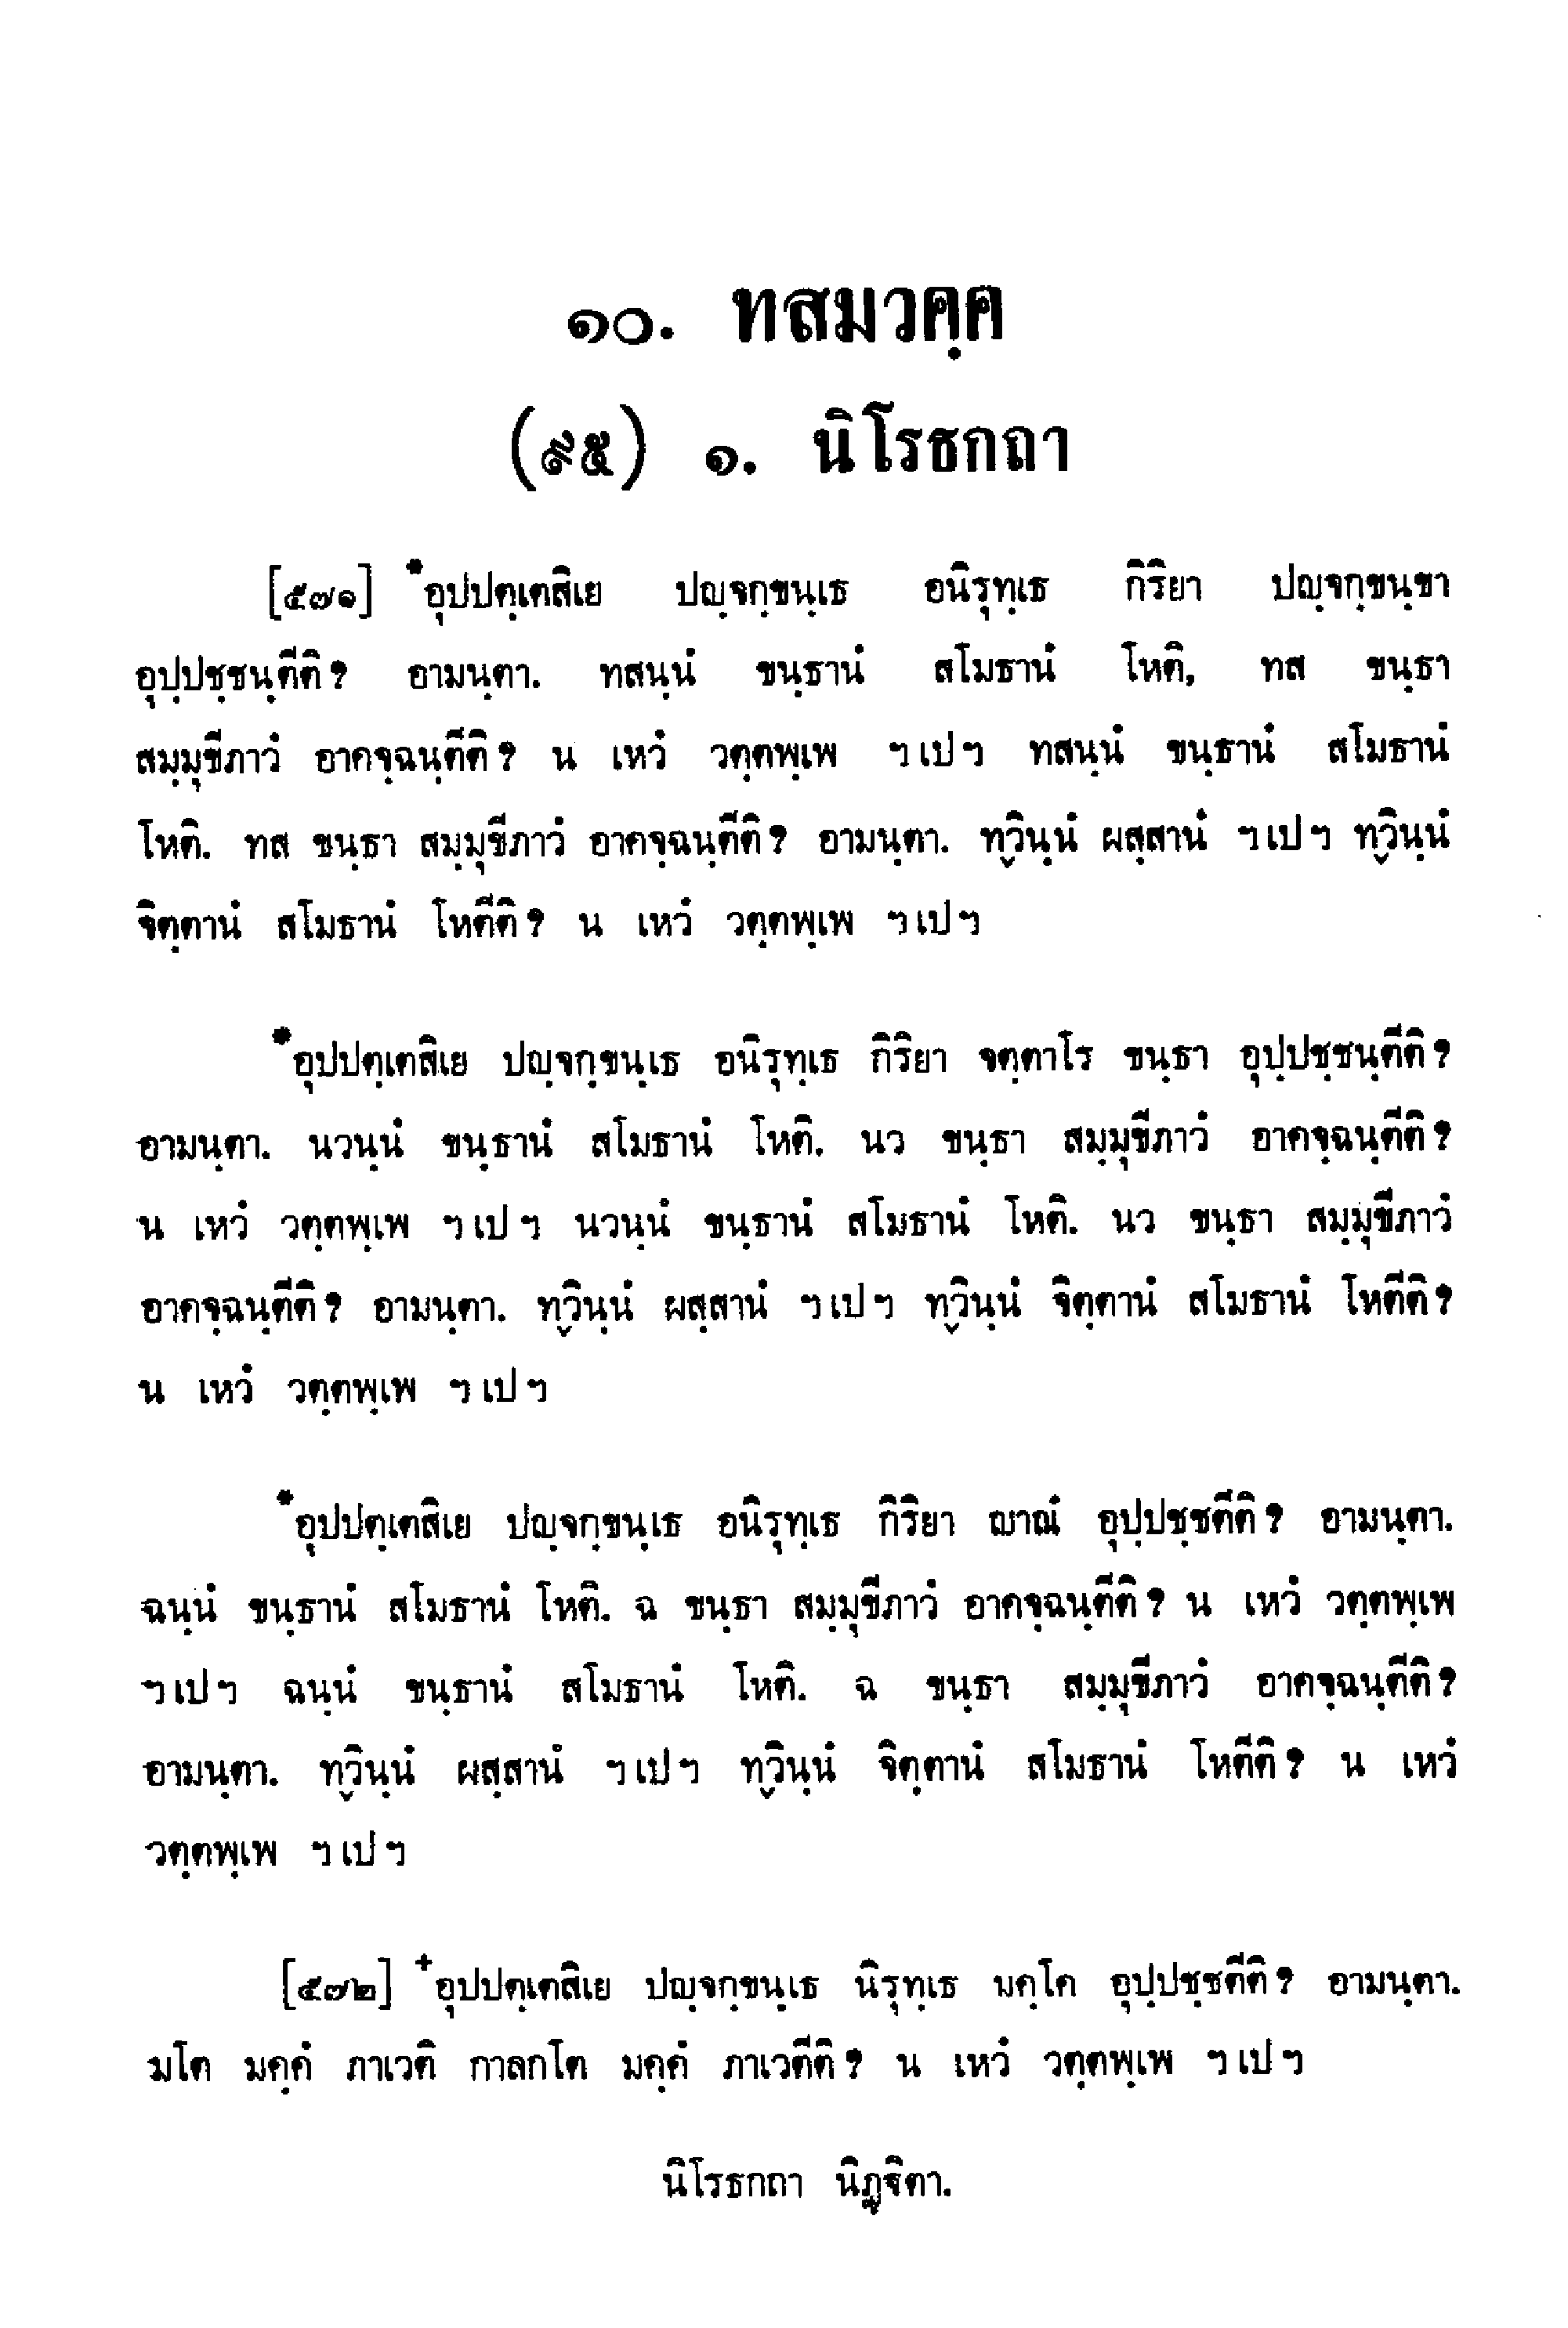 ๑๐. ทสมวคฺค
(๙๕) ๑. นิโรธกถา
[๕๗๑] *อุปปตฺเตสิเย ปญฺจกฺขนฺเธ อนิรุทฺเธ กิริยา ปญฺจกฺขนฺขา
อุปฺปชฺชนฺตีติ? อามนฺตา. ทสนฺนํ ขนฺธานํ สโมธานํ โหติ, ทส ขนฺธา
สมฺมุขีภาวํ อาคจฺฉนฺตีติ? น เหวํ วตฺตพฺเพ ฯเปฯ ทสนฺนํ ขนฺธานํ สโมธานํ
โหติ. ทส ขนฺธา สมฺมุขีภาวํ อาคจฺฉนฺตีติ? อามนฺตา. ทฺวินฺนํ ผสฺสานํ ฯเปฯ ทฺวินฺนํ
จิตฺตานํ สโมธานํ โหตีติ? น เหวํ วตฺตพฺเพ ฯเปฯ
*อุปปตฺเตสิเย ปญฺจกฺขนฺเธ อนิรุทฺเธ กิริยา จตฺตาโร ขนฺธา อุปฺปชฺชนฺตีติ?
อามนฺตา. นวนฺนํ ขนฺธานํ สโมธานํ โหติ. นว ขนฺธา สมฺมุขีภาวํ อาคจฺฉนฺตีติ?
น เหวํ วตฺตพฺเพ ฯเปฯ นวนฺนํ ขนฺธานํ สโมธานํ โหติ. นว ขนฺธา สมฺมุขีภาวํ
อาคจฺฉนฺตีติ? อามนฺตา. ทฺวินฺนํ ผสฺสานํ ฯเปฯ ทฺวินฺนํ จิตฺตานํ สโมธานํ โหตีติ?
น เหวํ วตฺตพฺเพ ฯเปฯ
*อุปปตฺเตสิเย ปญฺจกฺขนฺเธ อนิรุทฺเธ กิริยา ญาณํ อุปฺปชฺชตีติ? อามนฺตา.
ฉนฺนํ ขนฺธานํ สโมธานํ โหติ. ฉ ขนฺธา สมฺมุขีภาวํ อาคจฺฉนฺตีติ? น เหวํ วตฺตพฺเพ
ฯเปฯ ฉนฺนํ ขนฺธานํ สโมธานํ โหติ. ฉ ขนฺธา สมฺมุขีภาวํ อาคจฺฉนฺตีติ?
อามนฺตา. ทฺวินฺนํ ผสฺสานํ ฯเปฯ ทฺวินฺนํ จิตฺตานํ สโมธานํ โหตีติ? น เหวํ
วตฺตพฺเพ ฯเปฯ
[๕๗๒] +อุปปตฺเตสิเย ปญฺจกฺขนฺเธ นิรุทฺเธ มคฺโค อุปฺปชฺชตีติ? อามนฺตา.
มโต มคฺคํ ภาเวติ กาลกโต มคฺคํ ภาเวตีติ? น เหวํ วตฺตพฺเพ ฯเปฯ
นิโรธกถา นิฏฺฐิตา.